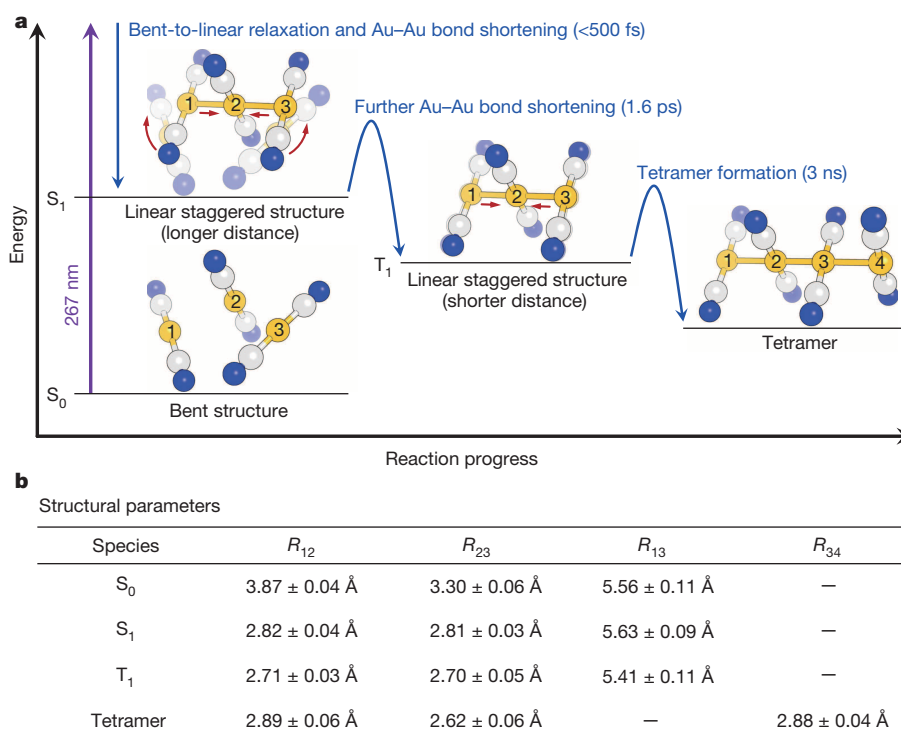 a
Bent-to-linear relaxation and Au–Au bond shortening (<500 fs)
1 2 3
Further Au–Au bond shortening (1.6 ps)
Tetramer formation (3 ns)
1 2 3
1 2 3 4
S1
Linear staggered structure
(longer distance)
T1
Linear staggered structure
(shorter distance)
Tetramer
Energy
267 nm
1 2 3
S0
Bent structure
Reaction progress
b
Structural parameters
Species R12 R23 R13 R34
S0 3.87 ± 0.04 Å 3.30 ± 0.06 Å 5.56 ± 0.11 Å –
S1 2.82 ± 0.04 Å 2.81 ± 0.03 Å 5.63 ± 0.09 Å –
T1 2.71 ± 0.03 Å 2.70 ± 0.05 Å 5.41 ± 0.11 Å –
Tetramer 2.89 ± 0.06 Å 2.62 ± 0.06 Å – 2.88 ± 0.04 Å